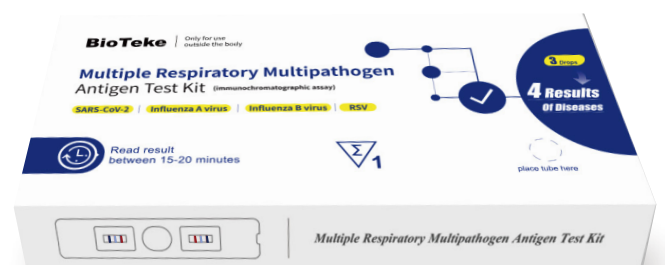 BioTeke
Only for use
outside the body
Multiple Respiratory Multipathogen
Antigen Test Kit (immunochromatographic assay)
SARS-CoV-2 | Influenza A virus | Influenza B virus | RSV
3 Drops
4 Results
Of Diseases
Read result
between 15-20 minutes
Σ
1
place tube here
Multiple Respiratory Multipathogen Antigen Test Kit